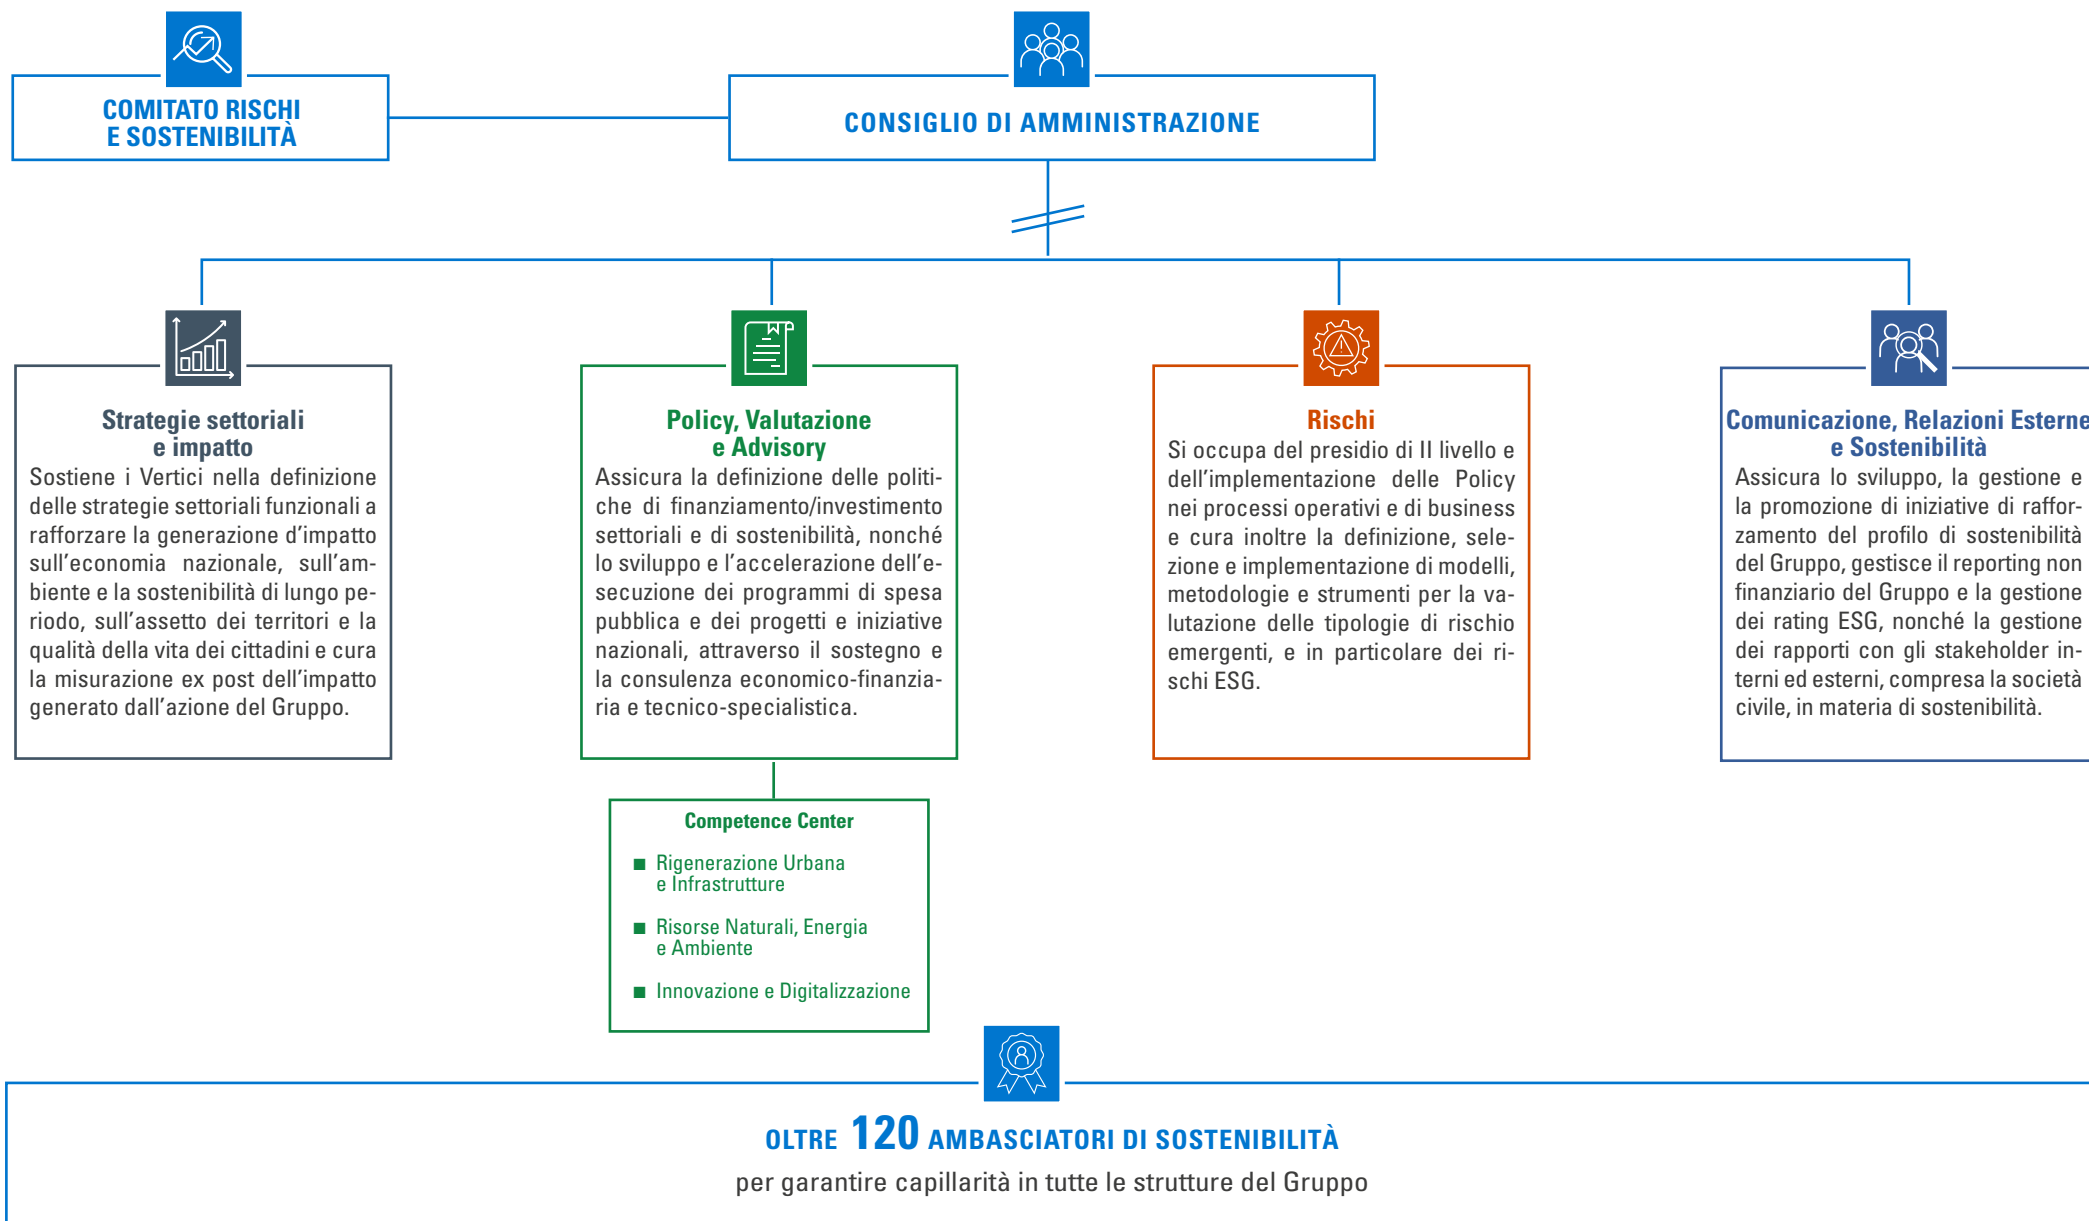 COMITATO RISCHI
E SOSTENIBILITÀ
CONSIGLIO DI AMMINISTRAZIONE
Strategie settoriali
e impatto
Sostiene i Vertici nella definizione
delle strategie settoriali funzionali a
rafforzare la generazione d'impatto
sull'economia nazionale, sull'am-
biente e la sostenibilità di lungo pe-
riodo, sull'assetto dei territori e la
qualità della vita dei cittadini e cura
la misurazione ex post dell'impatto
generato dall'azione del Gruppo.
Policy, Valutazione
e Advisory
Assicura la definizione delle politi-
che di finanziamento/investimento
settoriali e di sostenibilità, nonché
lo sviluppo e l'accelerazione dell'e-
secuzione dei programmi di spesa
pubblica e dei progetti e iniziative
nazionali, attraverso il sostegno e
la consulenza economico-finanzia-
ria e tecnico-specialistica.
Competence Center
■ Rigenerazione Urbana
e Infrastrutture
■ Risorse Naturali, Energia
e Ambiente
■ Innovazione e Digitalizzazione
Rischi
Si occupa del presidio di II livello e
dell'implementazione delle Policy
nei processi operativi e di business
e cura inoltre la definizione, sele-
zione e implementazione di modelli,
metodologie e strumenti per la va-
lutazione delle tipologie di rischio
emergenti, e in particolare dei ri-
schi ESG.
Comunicazione, Relazioni Esterne
e Sostenibilità
Assicura lo sviluppo, la gestione e
la promozione di iniziative di raffor-
zamento del profilo di sostenibilità
del Gruppo, gestisce il reporting non
finanziario del Gruppo e la gestione
dei rating ESG, nonché la gestione
dei rapporti con gli stakeholder in-
terni ed esterni, compresa la società
civile, in materia di sostenibilità.
OLTRE 120 AMBASCIATORI DI SOSTENIBILITÀ
per garantire capillarità in tutte le strutture del Gruppo